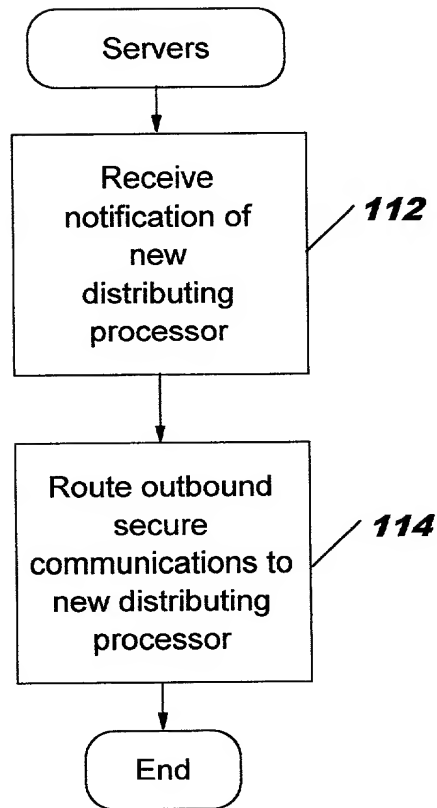 Servers
Receive
notification of
new
distributing
processor
112
Route outbound
secure
communications to
new distributing
processor
114
End